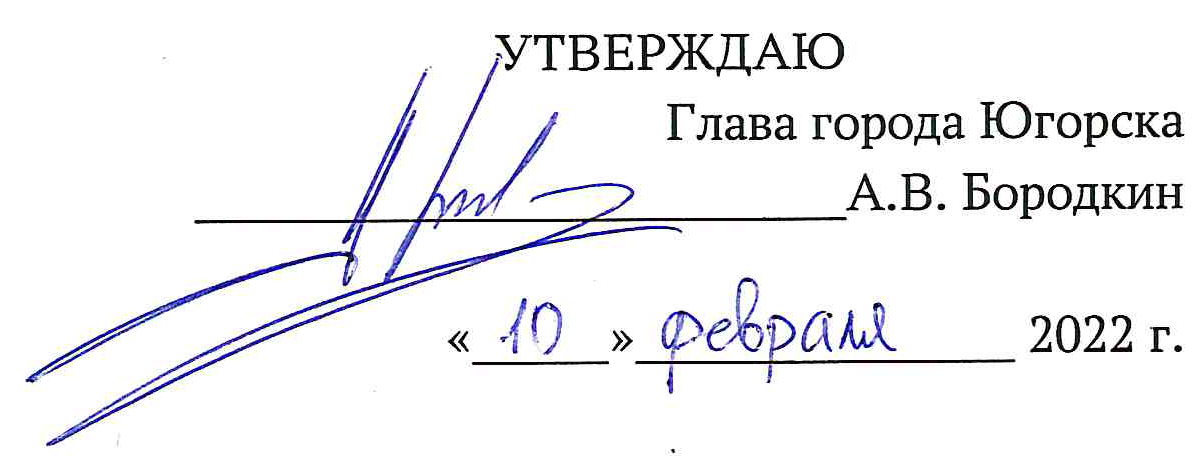 УТВЕРЖДАЮ
Глава города Югорска
А.В. Бородкин
« 10 » февраля 2022 г.